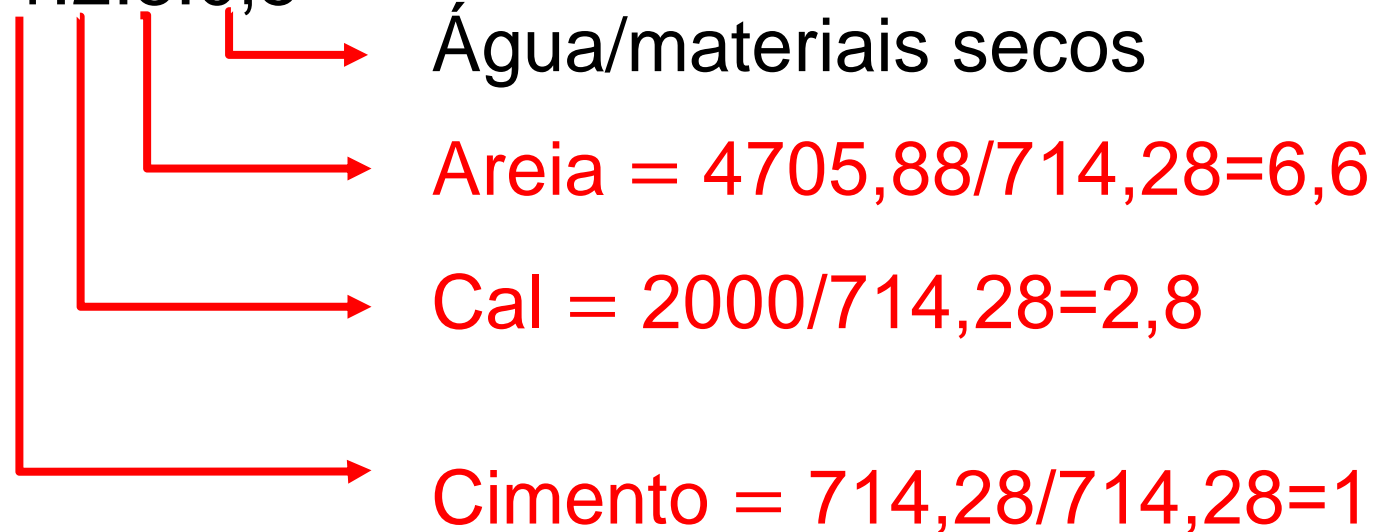 Água/materiais secos
Areia = 4705,88/714,28=6,6
Cal = 2000/714,28=2,8
Cimento = 714,28/714,28=1